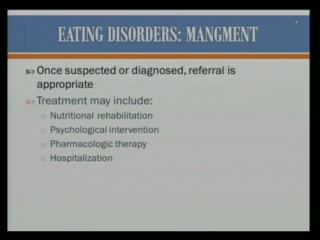 EATING DISORDERS: MANGMENT
Once suspected or diagnosed, referral is
appropriate
Treatment may include:
Nutritional rehabilitation
Psychological intervention
Pharmacologic therapy
Hospitalization